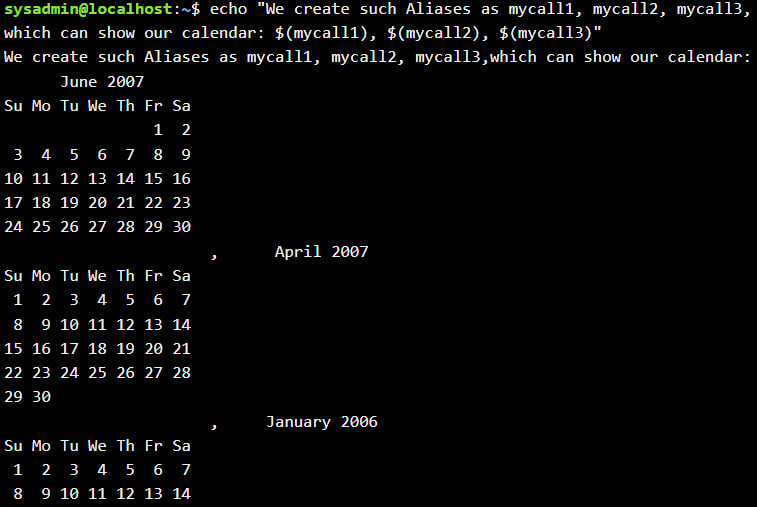 sysadmin@localhost:~$ echo "We create such Aliases as mycall1, mycall2, mycall3,
which can show our calendar: $(mycall1), $(mycall2), $(mycall3)"
We create such Aliases as mycall1, mycall2, mycall3,which can show our calendar:
      June 2007
Su Mo Tu We Th Fr Sa
                1  2
 3  4  5  6  7  8  9
10 11 12 13 14 15 16
17 18 19 20 21 22 23
24 25 26 27 28 29 30
                      ,      April 2007
Su Mo Tu We Th Fr Sa
 1  2  3  4  5  6  7
 8  9 10 11 12 13 14
15 16 17 18 19 20 21
22 23 24 25 26 27 28
29 30
                      ,     January 2006
Su Mo Tu We Th Fr Sa
 1  2  3  4  5  6  7
 8  9 10 11 12 13 14